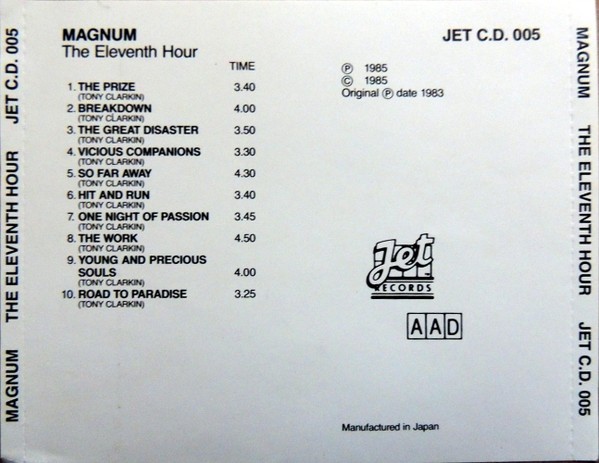 MAGNUM
The Eleventh Hour
JET C.D. 005
TIME
1. THE PRIZE 3.40
(TONY CLARKIN)
2. BREAKDOWN 4.00
(TONY CLARKIN)
3. THE GREAT DISASTER 3.50
(TONY CLARKIN)
4. VICIOUS COMPANIONS 3.30
(TONY CLARKIN)
5. SO FAR AWAY 4.30
(TONY CLARKIN)
6. HIT AND RUN 3.40
(TONY CLARKIN)
7. ONE NIGHT OF PASSION 3.45
(TONY CLARKIN)
8. THE WORK 4.50
(TONY CLARKIN)
9. YOUNG AND PRECIOUS
SOULS 4.00
(TONY CLARKIN)
10. ROAD TO PARADISE 3.25
(TONY CLARKIN)
℗ 1985
© 1985
Original ℗ date 1983
Jet
RECORDS
AAD
Manufactured in Japan
MAGNUM THE ELEVENTH HOUR JET C.D. 005
MAGNUM THE ELEVENTH HOUR JET C.D. 005